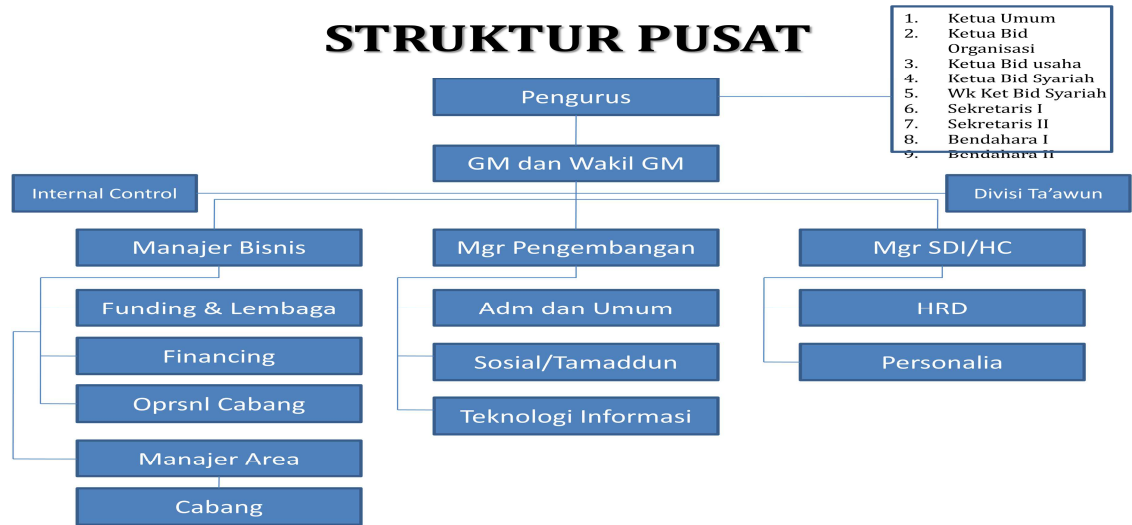 STRUKTUR PUSAT
1. Ketua Umum
2. Ketua Bid
Organisasi
3. Ketua Bid usaha
4. Ketua Bid Syariah
5. Wk Ket Bid Syariah
6. Sekretaris I
7. Sekretaris II
8. Bendahara I
9. Bendahara II
Pengurus
GM dan Wakil GM
Internal Control
Divisi Ta’awun
Manajer Bisnis
Mgr Pengembangan
Mgr SDI/HC
Funding & Lembaga
Adm dan Umum
HRD
Financing
Sosial/Tamaddun
Personalia
Oprsnl Cabang
Teknologi Informasi
Manajer Area
Cabang